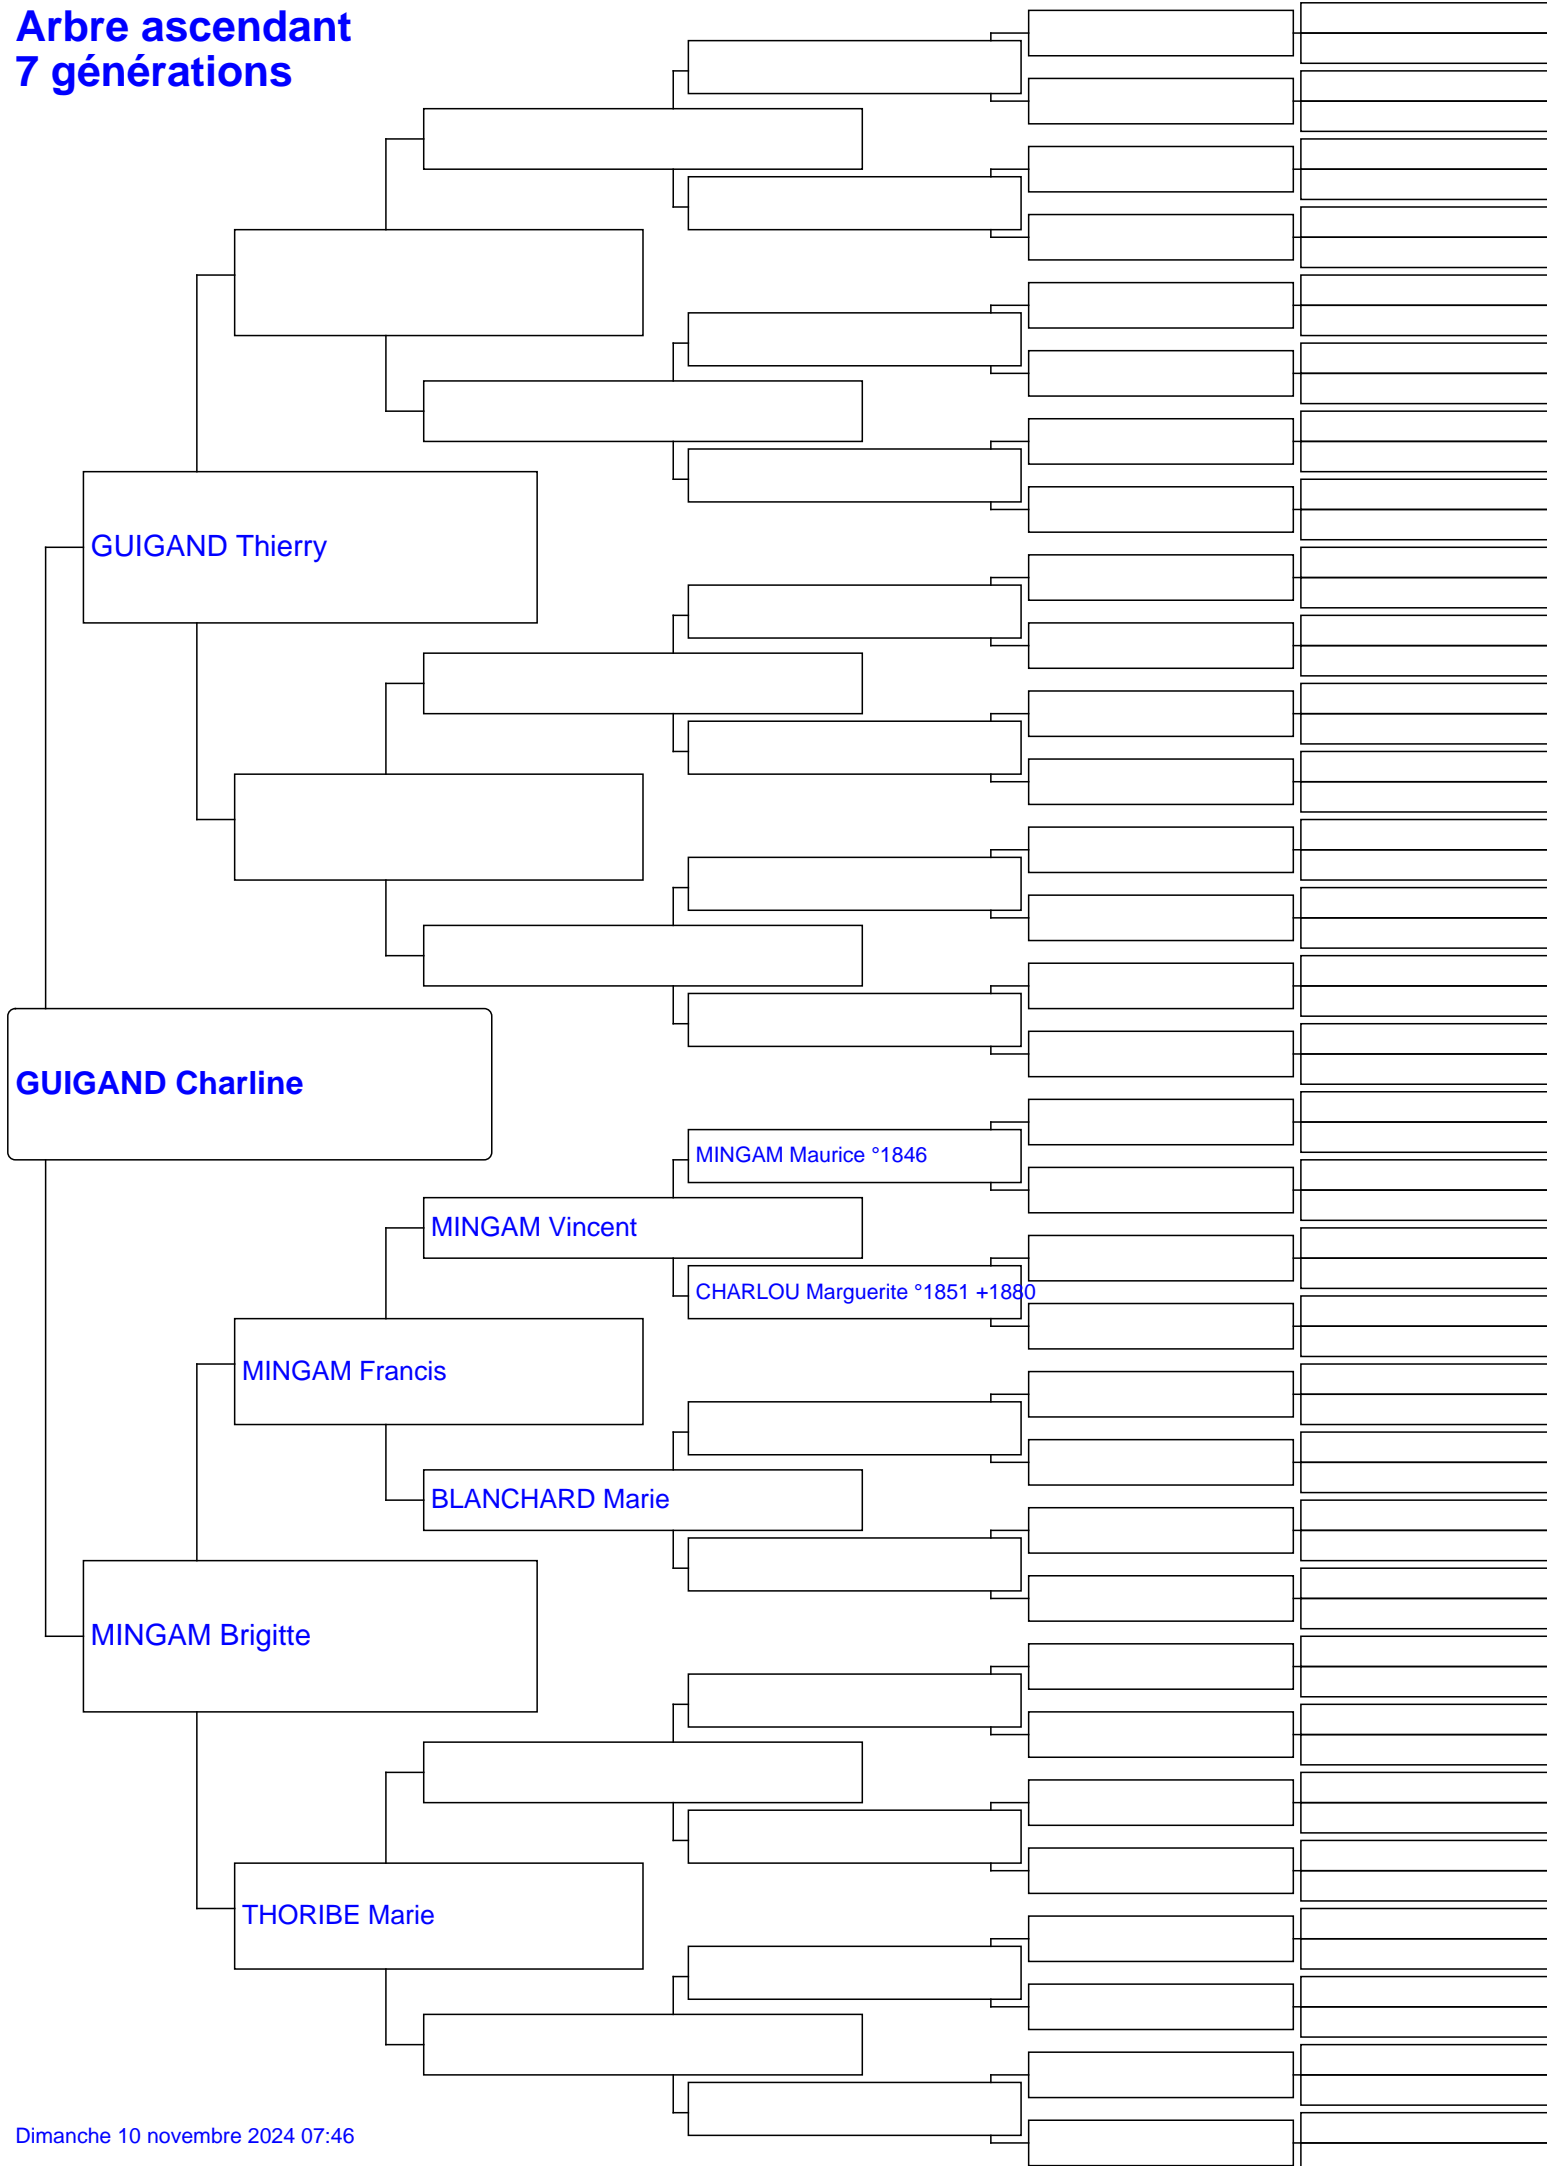 Arbre ascendant
7 générations
GUIGAND Thierry
GUIGAND Charline
MINGAM Maurice °1846
MINGAM Vincent
CHARLOU Marguerite °1851 +1880
MINGAM Francis
BLANCHARD Marie
MINGAM Brigitte
THORIBE Marie
Dimanche 10 novembre 2024 07:46